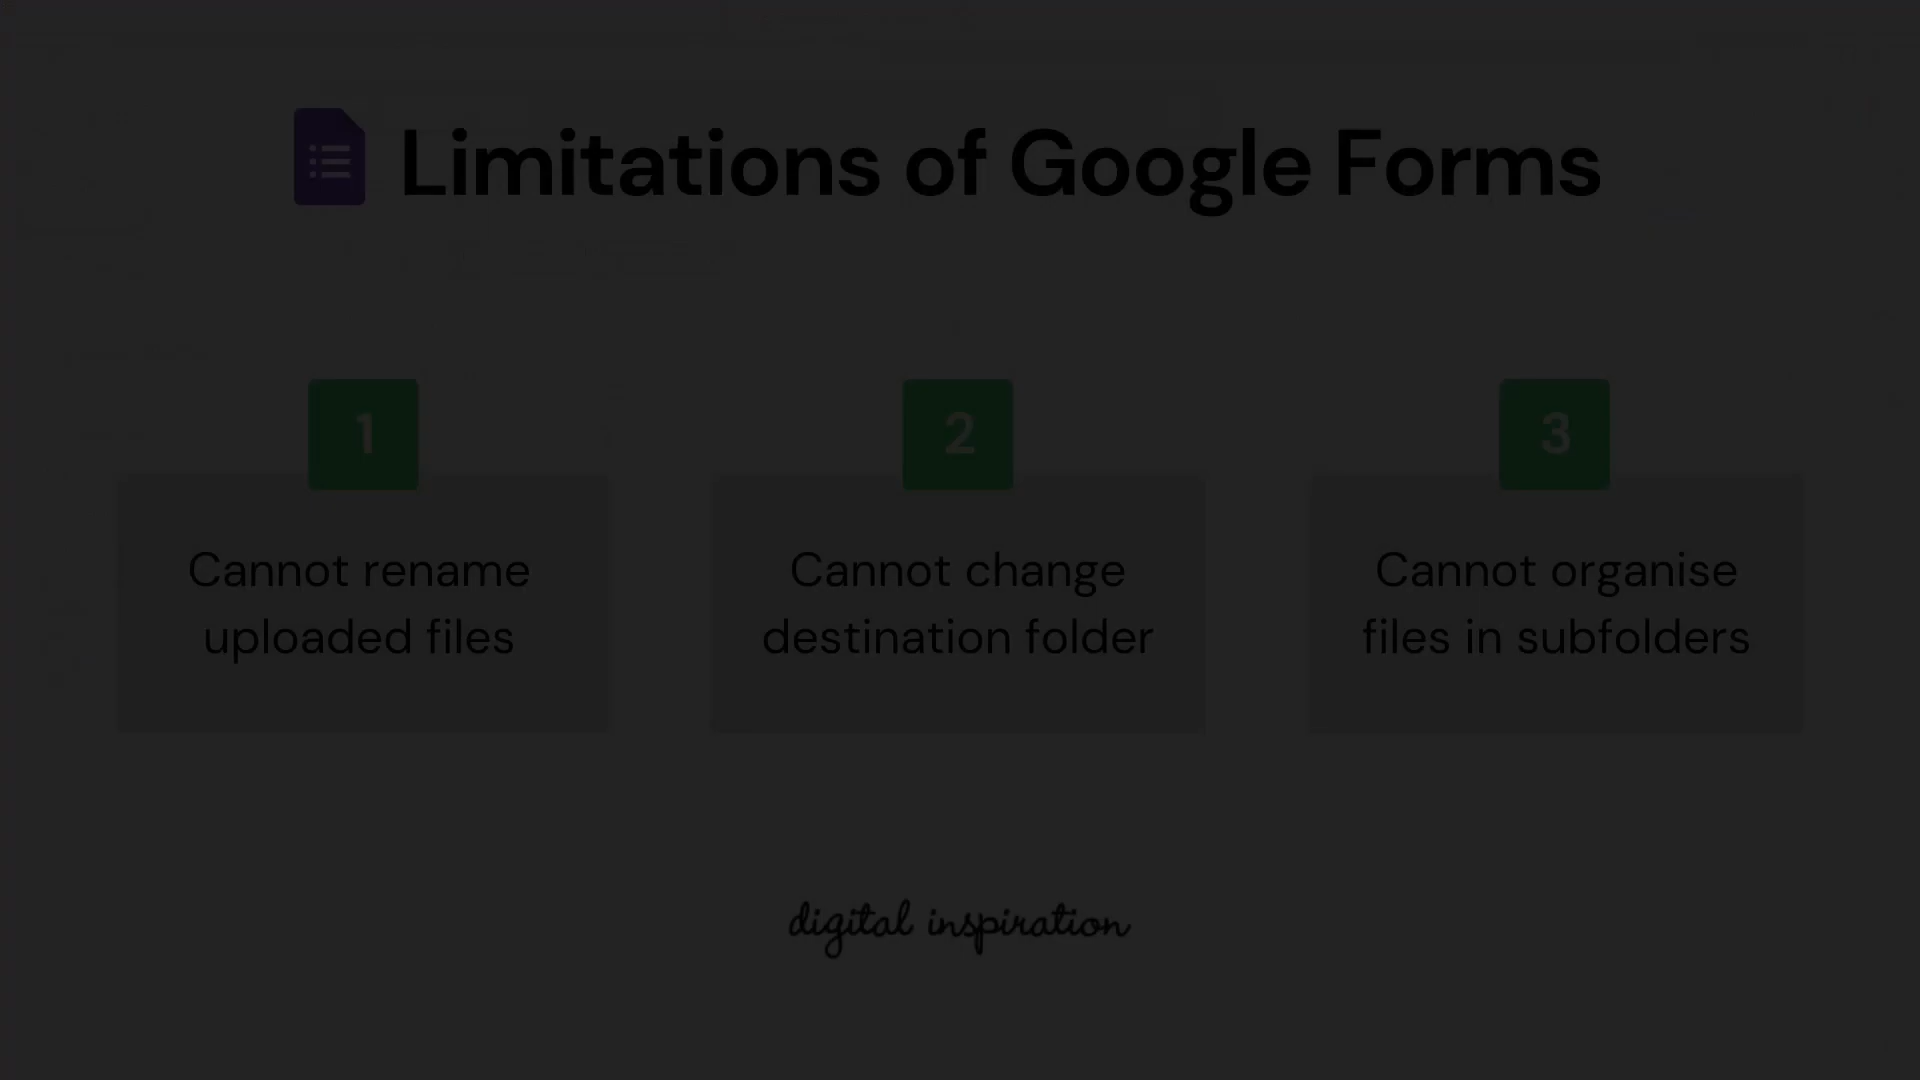 Limitations of Google Forms
1
Cannot rename
uploaded files
2
Cannot change
destination folder
3
Cannot organise
files in subfolders
digital inspiration